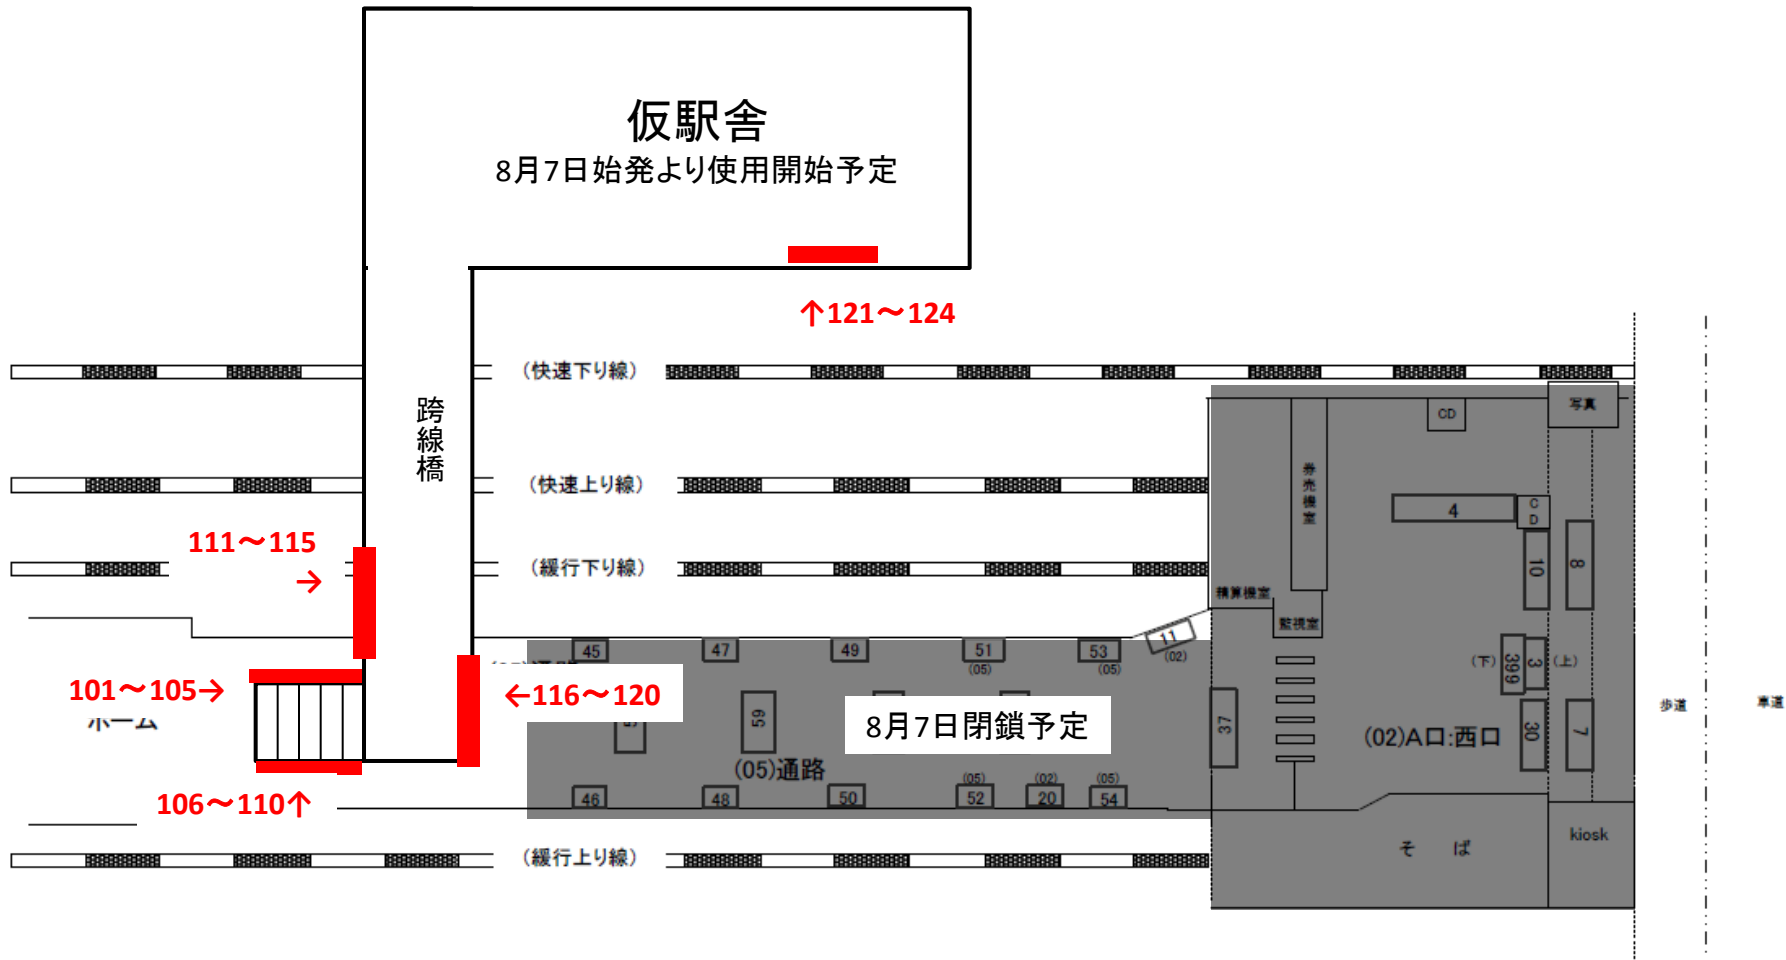 仮駅舎
8月7日始発より使用開始予定
↑121～124
(快速下り線)
跨線橋
(快速上り線)
111～115
→
(緩行下り線)
101～105→
ホーム
106～110↑
←116～120
8月7日閉鎖予定
(05)通路
(緩行上り線)
45
47
49
51
(05)
53
(05)
11
(02)
59
46
48
50
(05)
52
(02)
20
(05)
54
37
写真
CD
券売機室
4
CD
10
8
精算機室
監視室
(下)
399
3
(上)
(02)A口:西口
30
7
そ ば
kiosk
歩道
車道